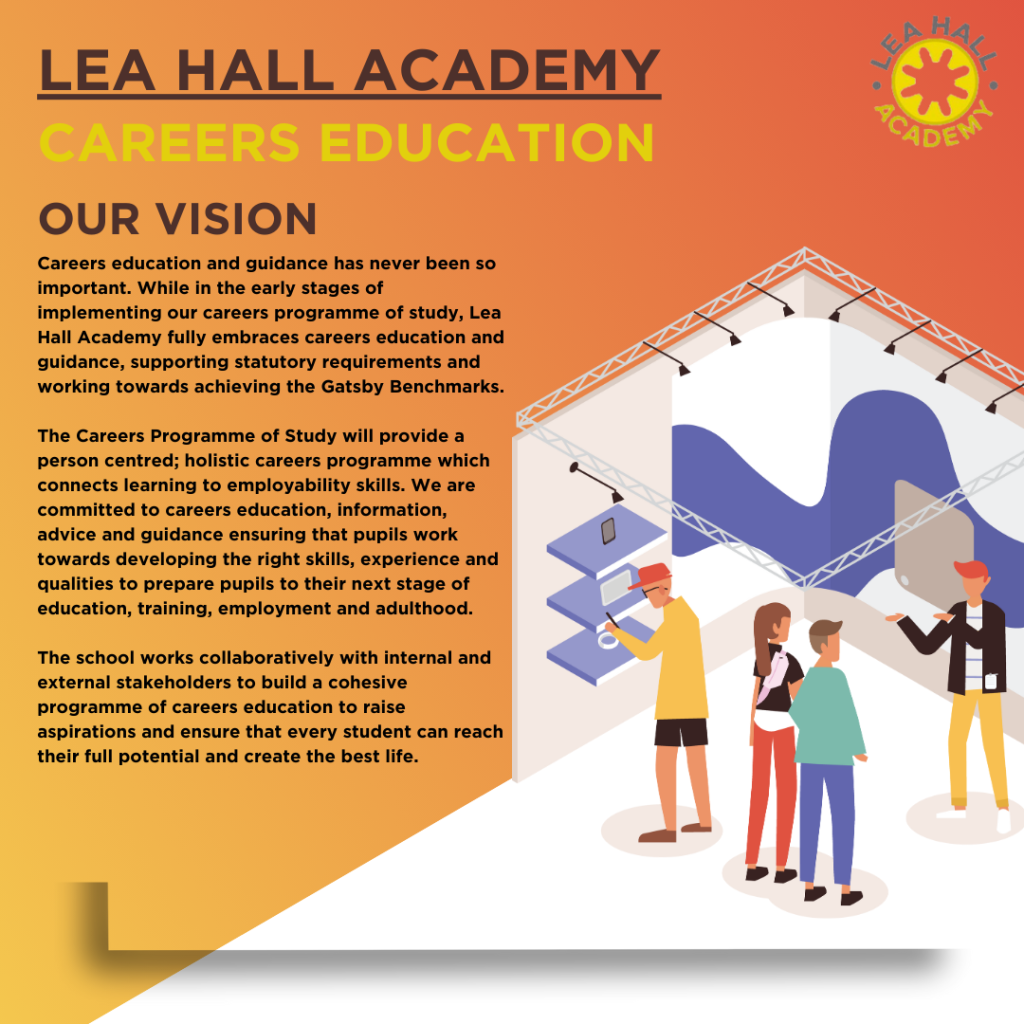 LEA HALL ACADEMY
CAREERS EDUCATION
LEA HALL
ACADEMY
OUR VISION
Careers education and guidance has never been so
important. While in the early stages of
implementing our careers programme of study, Lea
Hall Academy fully embraces careers education and
guidance, supporting statutory requirements and
working towards achieving the Gatsby Benchmarks.
The Careers Programme of Study will provide a
person centred; holistic careers programme which
connects learning to employability skills. We are
committed to careers education, information,
advice and guidance ensuring that pupils work
towards developing the right skills, experience and
qualities to prepare pupils to their next stage of
education, training, employment and adulthood.
The school works collaboratively with internal and
external stakeholders to build a cohesive
programme of careers education to raise
aspirations and ensure that every student can reach
their full potential and create the best life.